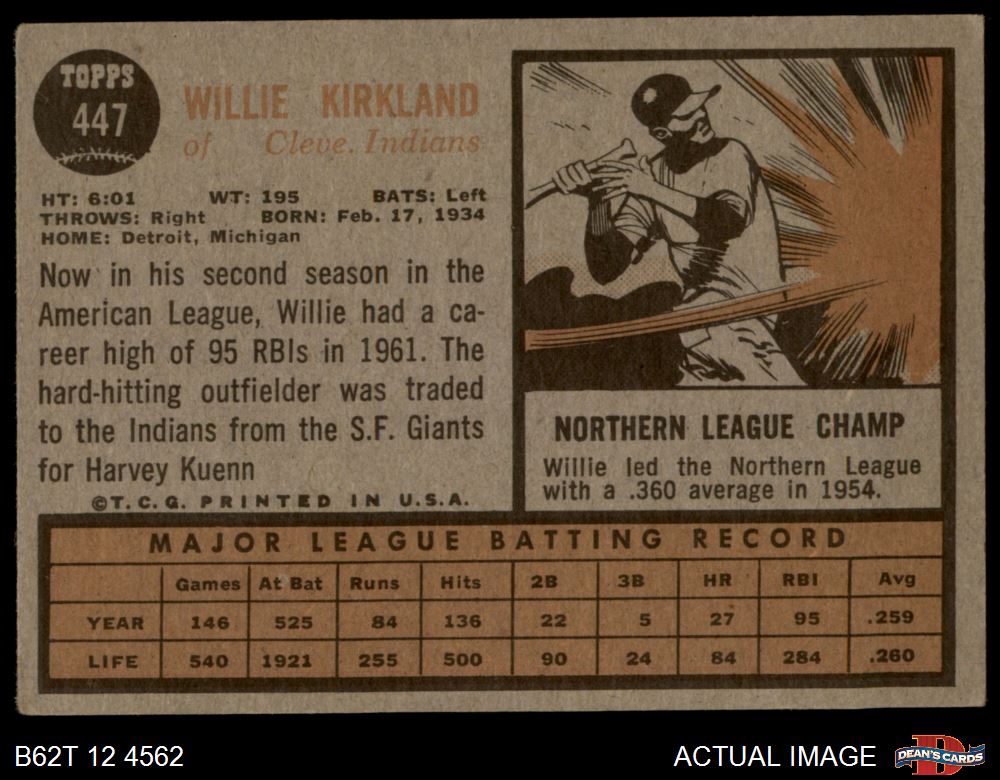 TOPPS
447
WILLIE KIRKLAND
of Cleve. Indians
HT: 6:01 WT: 195 BATS: Left
THROWS: Right BORN: Feb. 17, 1934
HOME: Detroit, Michigan
Now in his second season in the
American League, Willie had a ca-
reer high of 95 RBIs in 1961. The
hard-hitting outfielder was traded
to the Indians from the S.F. Giants
for Harvey Kuenn
©T.C.G. PRINTED IN U.S.A.
NORTHERN LEAGUE CHAMP
Willie led the Northern League
with a .360 average in 1954.
MAJOR LEAGUE BATTING RECORD
Games At Bat Runs Hits 2B 3B HR RBI Avg
YEAR 146 525 84 136 22 5 27 95 .259
LIFE 540 1921 255 500 90 24 84 284 .260
B62T 12 4562
ACTUAL IMAGE
D
DEAN'S CARDS